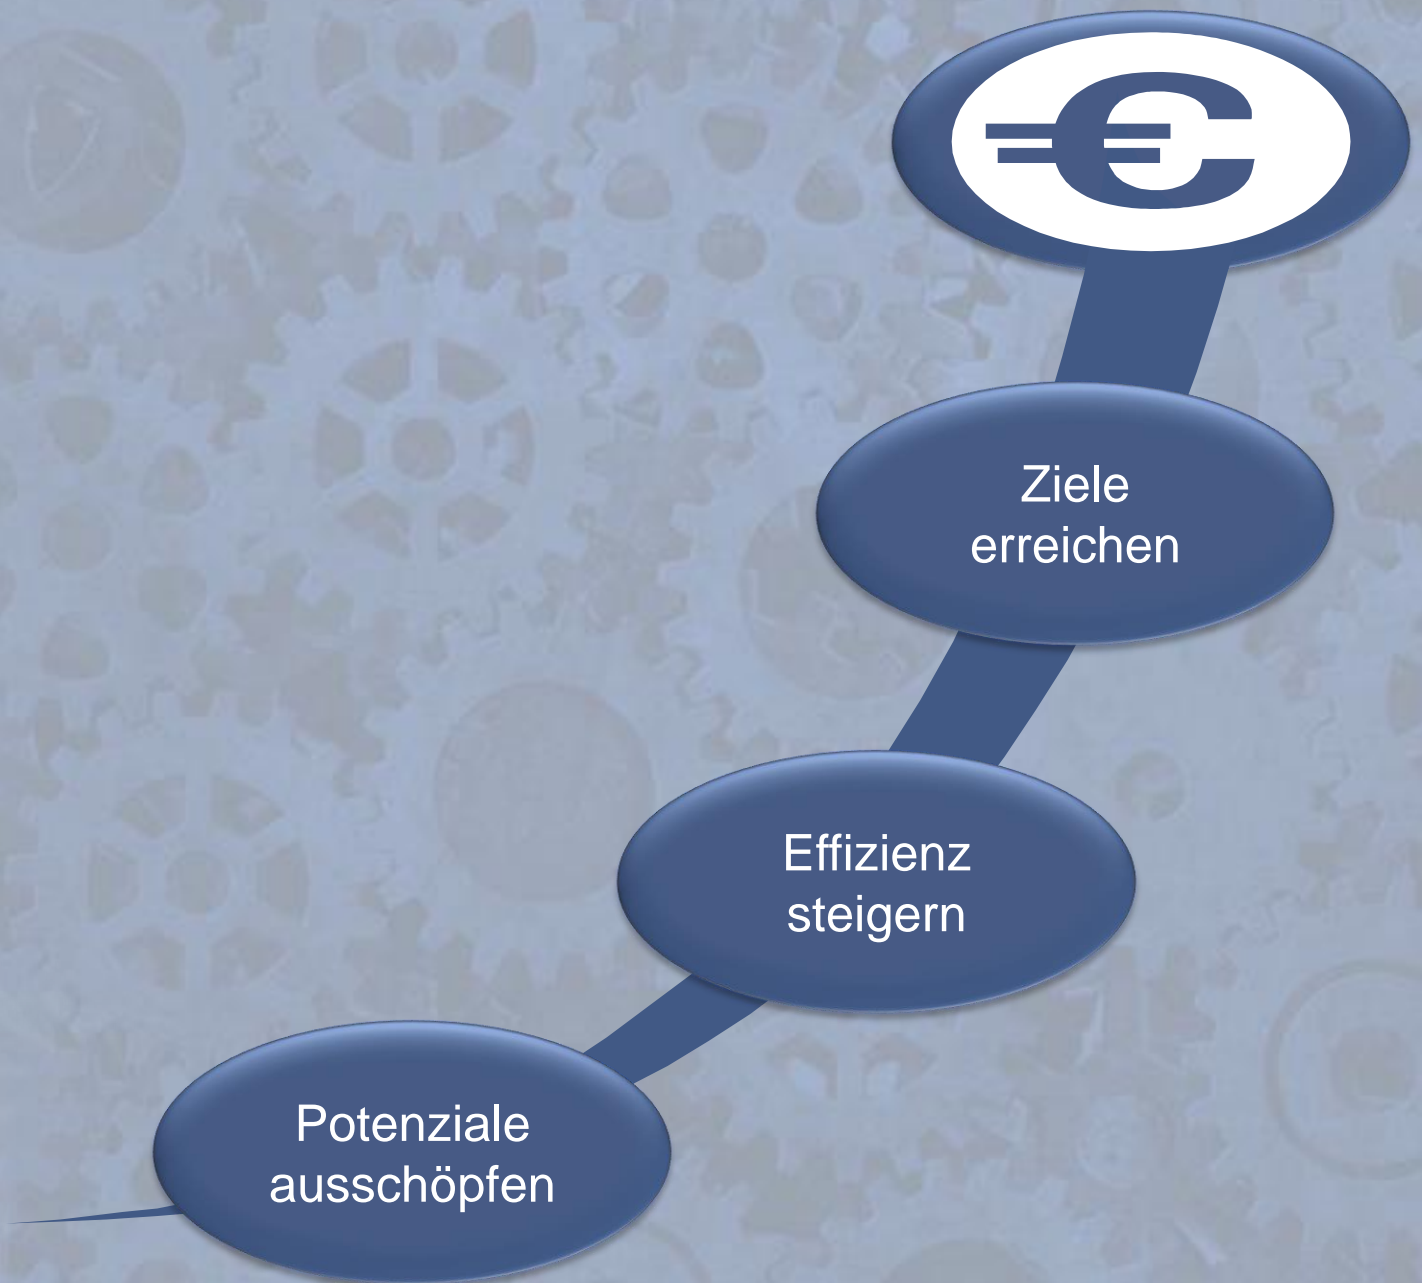 €
Ziele
erreichen
Effizienz
steigern
Potenziale
ausschöpfen